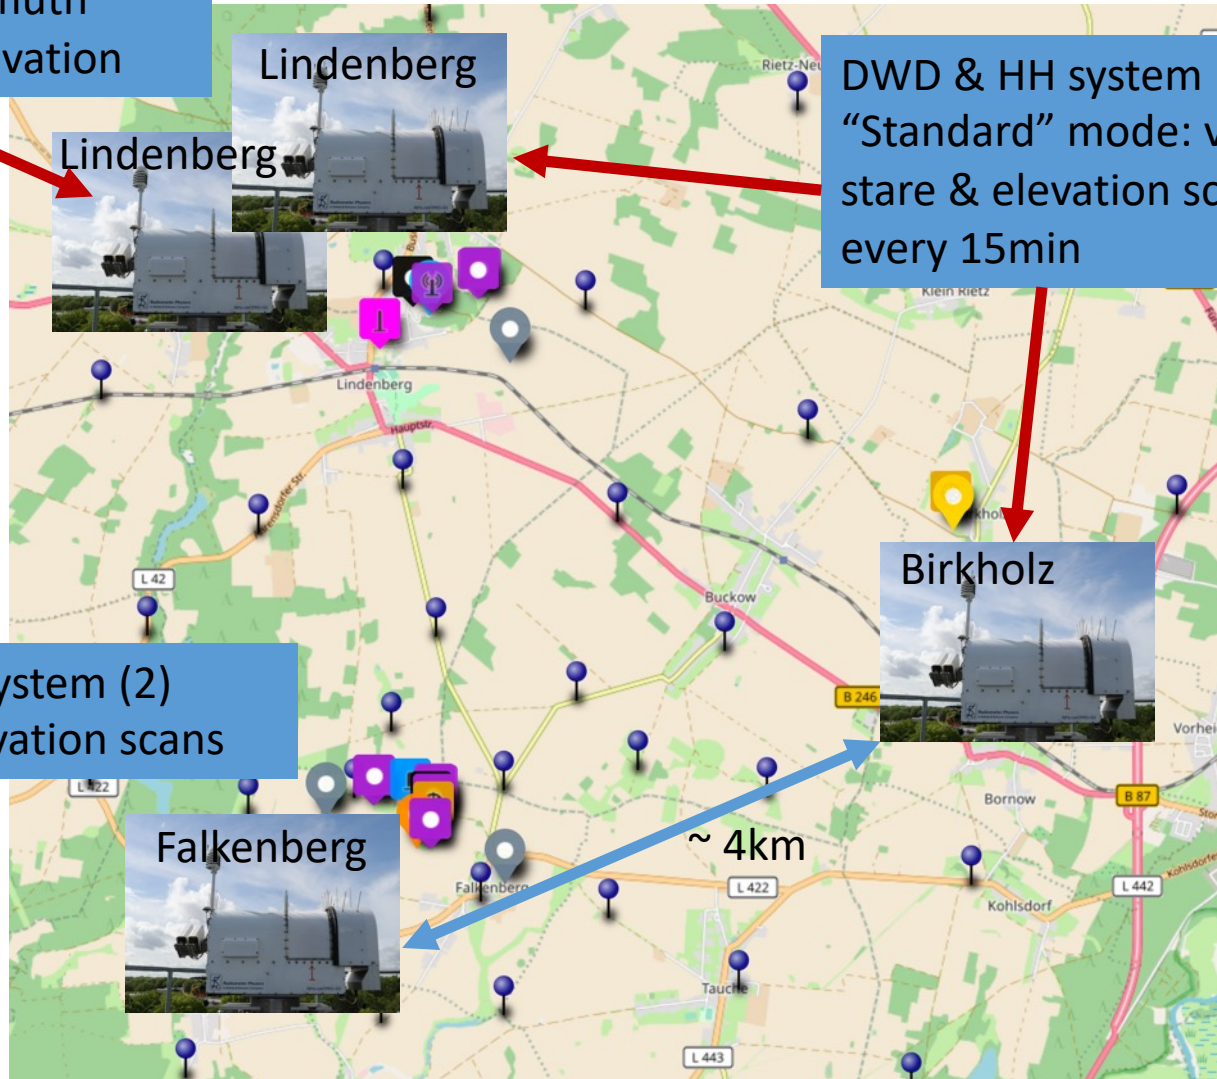 vation
Lindenberg
Lindenberg
DWD & HH system
“Standard” mode: v
stare & elevation sc
every 15min
Klein Rietz
Lindenberg
Hauptstr.
L 42
Buckow
Birkholz
B 246
ystem (2)
vation scans
L 422
Bornow
B 87
~ 4km
Falkenberg
Falkenberg
L 422
L 442
Kohlsdorf
Tauche
L 443